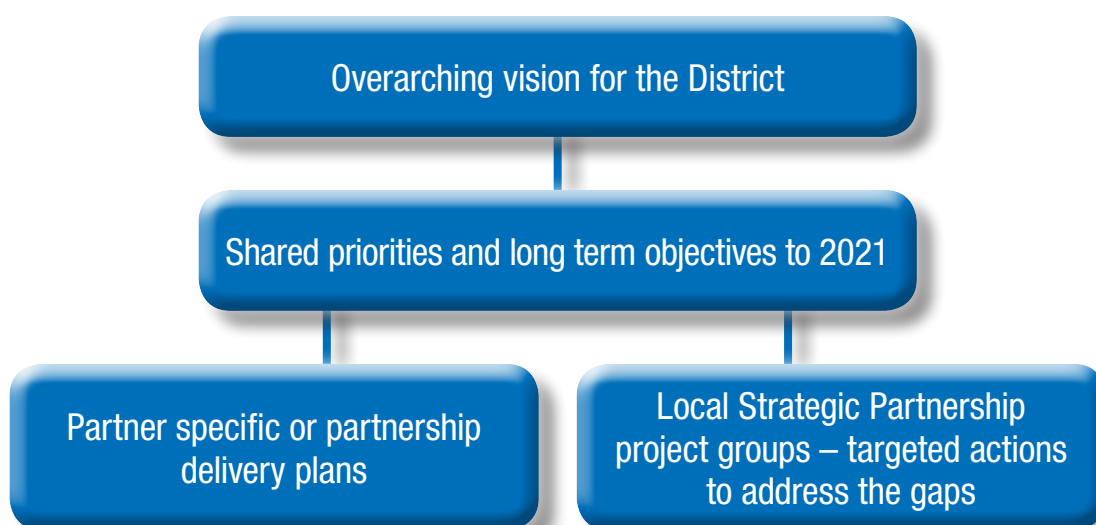 Overarching vision for the District
Shared priorities and long term objectives to 2021
Partner specific or partnership
delivery plans
Local Strategic Partnership
project groups – targeted actions
to address the gaps